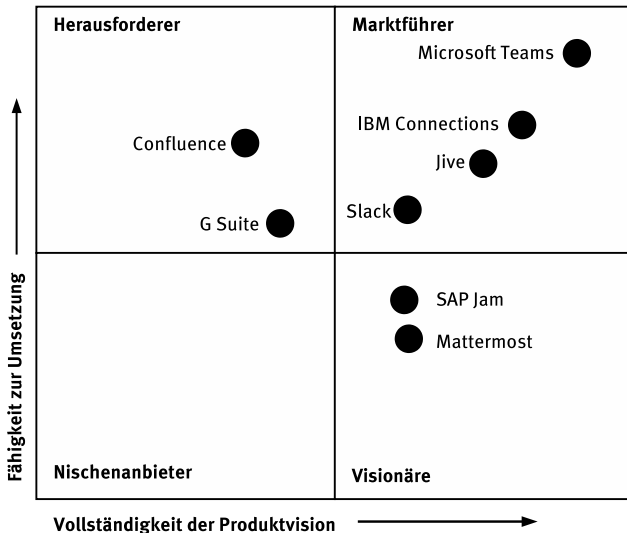 Herausforderer
Marktführer
Microsoft Teams
IBM Connections
Confluence
Jive
Slack
G Suite
SAP Jam
Mattermost
Nischenanbieter
Visionäre
Fähigkeit zur Umsetzung
Vollständigkeit der Produktvision